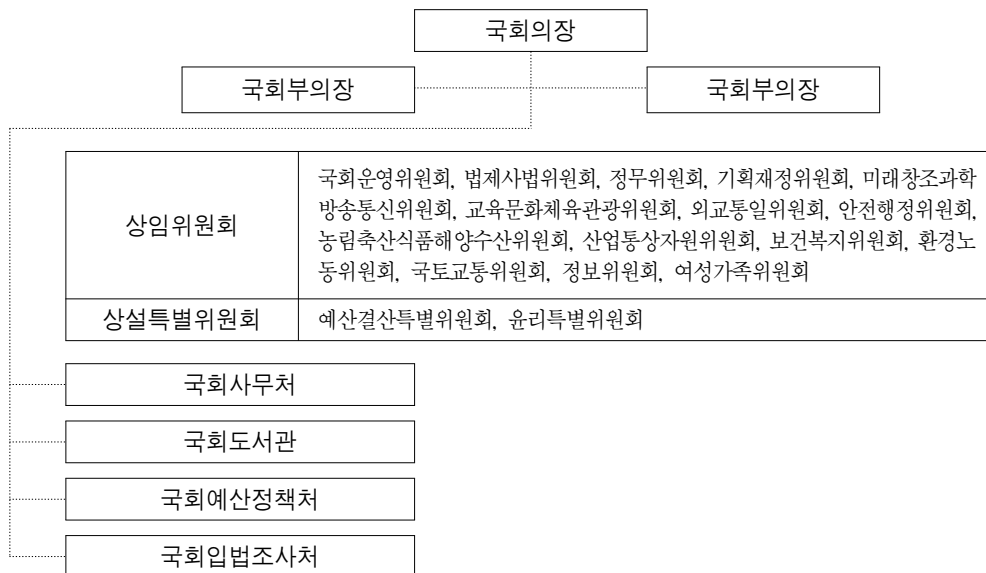 국회의장
국회부의장 국회부의장
상임위원회
국회운영위원회, 법제사법위원회, 정무위원회, 기획재정위원회, 미래창조과학
방송통신위원회, 교육문화체육관광위원회, 외교통일위원회, 안전행정위원회,
농림축산식품해양수산위원회, 산업통상자원위원회, 보건복지위원회, 환경노
동위원회, 국토교통위원회, 정보위원회, 여성가족위원회
상설특별위원회
예산결산특별위원회, 윤리특별위원회
국회사무처
국회도서관
국회예산정책처
국회입법조사처